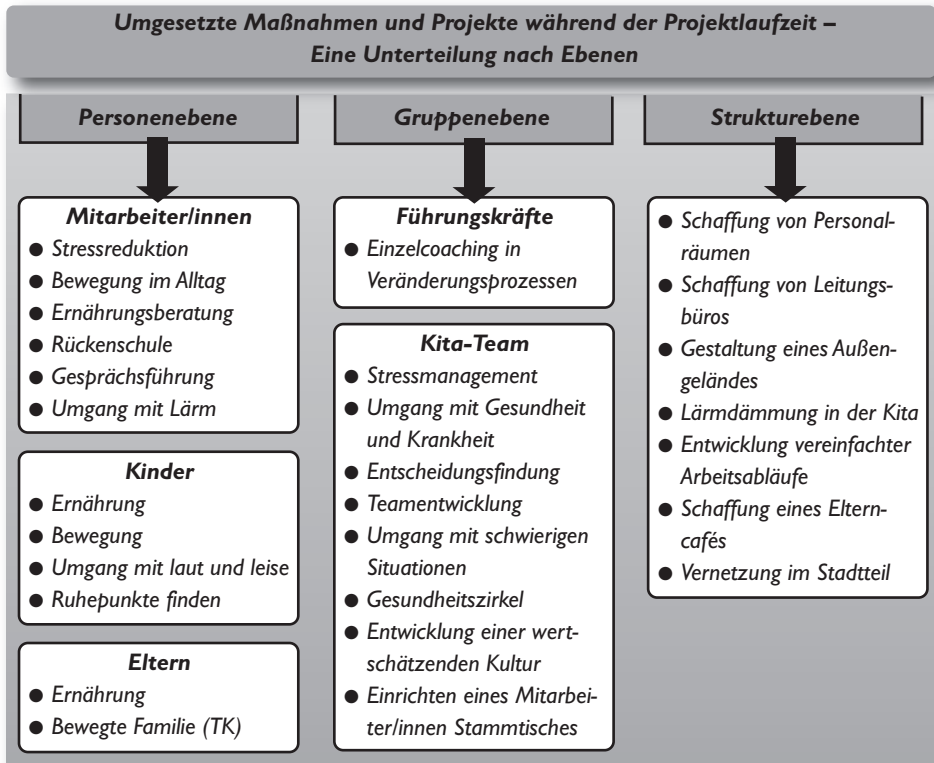 Umgesetzte Maßnahmen und Projekte während der Projektlaufzeit –
Eine Unterteilung nach Ebenen
Personenebene
Mitarbeiter/innen
● Stressreduktion
● Bewegung im Alltag
● Ernährungsberatung
● Rückenschule
● Gesprächsführung
● Umgang mit Lärm
Kinder
● Ernährung
● Bewegung
● Umgang mit laut und leise
● Ruhepunkte finden
Eltern
● Ernährung
● Bewegte Familie (TK)
Gruppenebene
Führungskräfte
● Einzelcoaching in
Veränderungsprozessen
Kita-Team
● Stressmanagement
● Umgang mit Gesundheit
und Krankheit
● Entscheidungsfindung
● Teamentwicklung
● Umgang mit schwierigen
Situationen
● Gesundheitszirkel
● Entwicklung einer wert-
schätzenden Kultur
● Einrichten eines Mitarbei-
ter/innen Stammtisches
Strukturebene
● Schaffung von Personal-
räumen
● Schaffung von Leitungs-
büros
● Gestaltung eines Außen-
geländes
● Lärmdämmung in der Kita
● Entwicklung vereinfachter
Arbeitsabläufe
● Schaffung eines Eltern-
cafés
● Vernetzung im Stadtteil